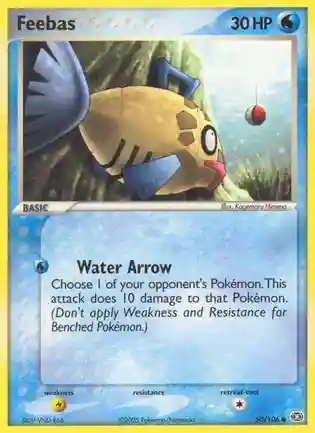 Feebas
30 HP
BASIC
Illus. Kagemaru Himeno
Water Arrow
Choose 1 of your opponent's Pokémon. This
attack does 10 damage to that Pokémon.
(Don't apply Weakness and Resistance for
Benched Pokémon.)
weakness
resistance
retreat cost
©2005 Pokémon/Nintendo
50/106